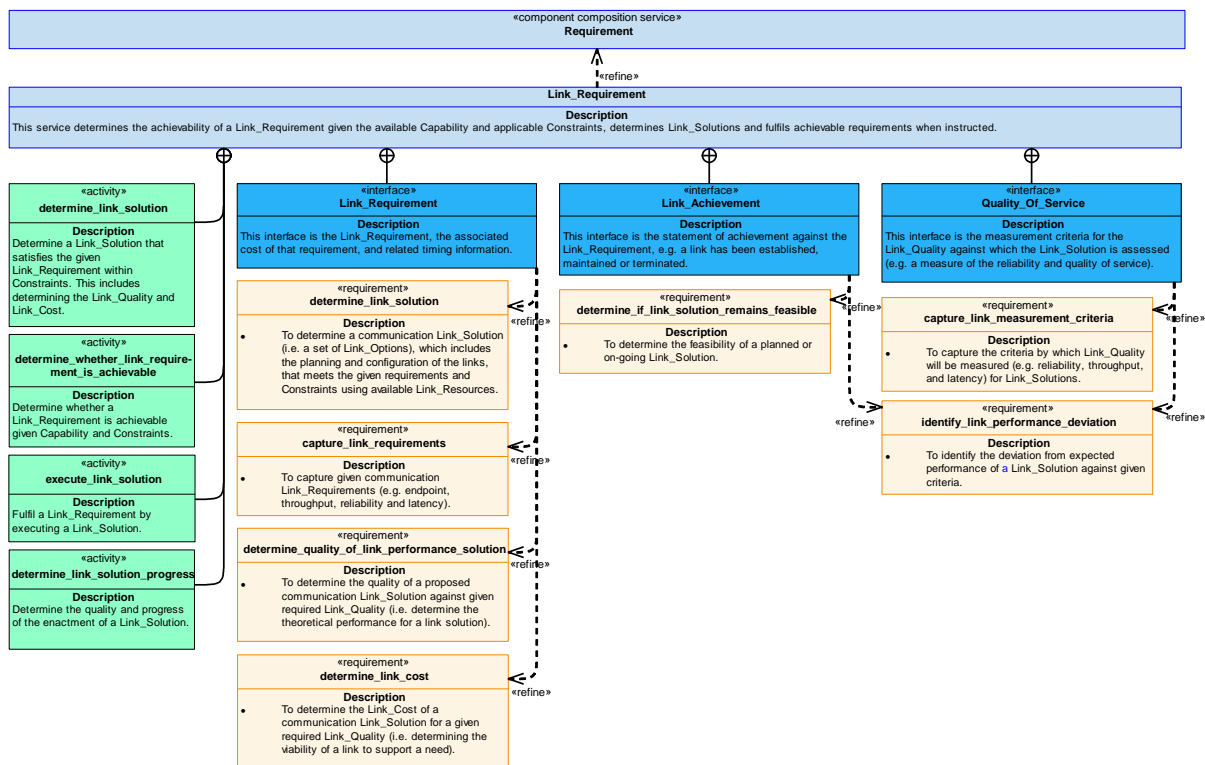 «component composition service»
Requirement
«refine»
Link_Requirement
Description
This service determines the achievability of a Link_Requirement given the available Capability and applicable Constraints, determines Link_Solutions and fulfils achievable requirements when instructed.
«activity»
determine_link_solution
Description
Determine a Link_Solution that
satisfies the given
Link_Requirement within
Constraints. This includes
determining the Link_Quality and
Link_Cost.
«activity»
determine_whether_link_require-
ment_is_achievable
Description
Determine whether a
Link_Requirement is achievable
given Capability and Constraints.
«activity»
execute_link_solution
Description
Fulfil a Link_Requirement by
executing a Link_Solution.
«activity»
determine_link_solution_progress
Description
Determine the quality and progress
of the enactment of a Link_Solution.
«interface»
Link_Requirement
Description
This interface is the Link_Requirement, the associated
cost of that requirement, and related timing information.
«requirement»
determine_link_solution
«refine»
Description
• To determine a communication Link_Solution
(i.e. a set of Link_Options), which includes
the planning and configuration of the links,
that meets the given requirements and
Constraints using available Link_Resources.
«requirement»
capture_link_requirements
«refine»
Description
• To capture given communication
Link_Requirements (e.g. endpoint,
throughput, reliability and latency).
«requirement»
determine_quality_of_link_performance_solution
«refine»
Description
• To determine the quality of a proposed
communication Link_Solution against given
required Link_Quality (i.e. determine the
theoretical performance for a link solution).
«requirement»
determine_link_cost
«refine»
Description
• To determine the Link_Cost of a
communication Link_Solution for a given
required Link_Quality (i.e. determining the
viability of a link to support a need).
«interface»
Link_Achievement
Description
This interface is the statement of achievement against the
Link_Requirement, e.g. a link has been established,
maintained or terminated.
«requirement»
determine_if_link_solution_remains_feasible
«refine»
Description
• To determine the feasibility of a planned or
on-going Link_Solution.
«refine»
«interface»
Quality_Of_Service
Description
This interface is the measurement criteria for the
Link_Quality against which the Link_Solution is assessed
(e.g. a measure of the reliability and quality of service).
«requirement»
capture_link_measurement_criteria
«refine»
Description
• To capture the criteria by which Link_Quality
will be measured (e.g. reliability, throughput,
and latency) for Link_Solutions.
«requirement»
identify_link_performance_deviation
«refine»
Description
• To identify the deviation from expected
performance of a Link_Solution against given
criteria.